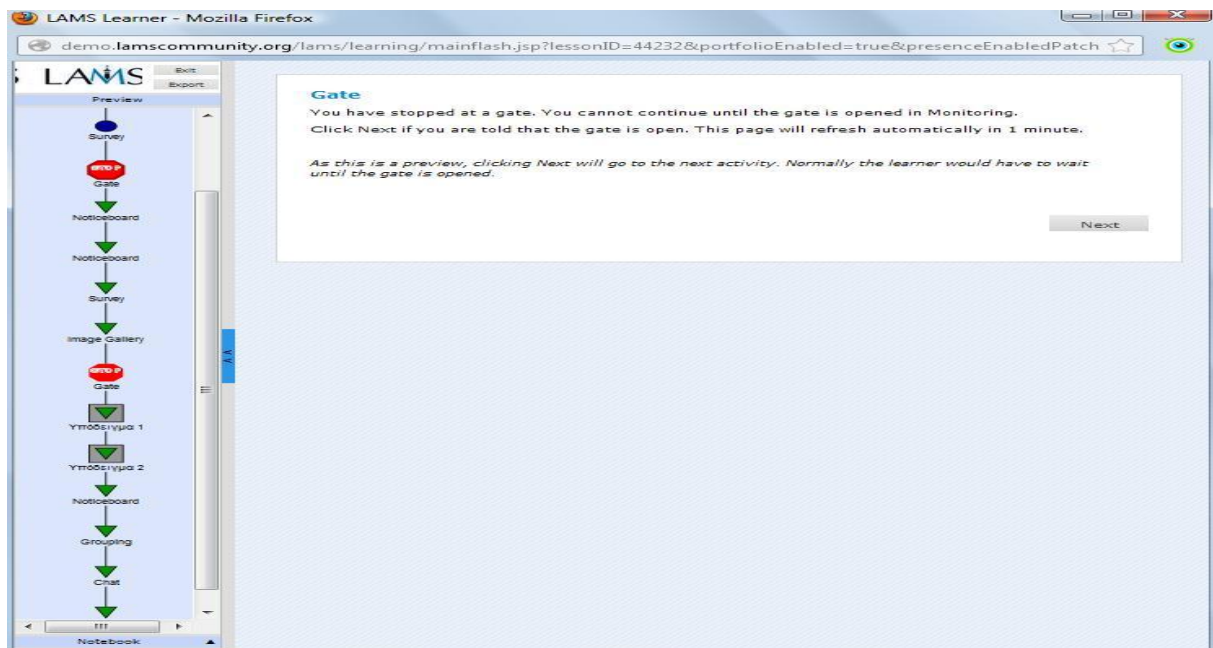 LAMS Learner - Mozilla Firefox
demo.lamscommunity.org/lams/learning/mainflash.jsp?lessonID=44232&portfolioEnabled=true&presenceEnabledPatch
LAMS
Exit
Export
Preview
Survey
STOP
Gate
Noticeboard
Noticeboard
Survey
Image Gallery
STOP
Gate
Υπόδειγμα 1
Υπόδειγμα 2
Noticeboard
Grouping
Chat
Notebook
Gate
You have stopped at a gate. You cannot continue until the gate is opened in Monitoring.
Click Next if you are told that the gate is open. This page will refresh automatically in 1 minute.
As this is a preview, clicking Next will go to the next activity. Normally the learner would have to wait
until the gate is opened.
Next